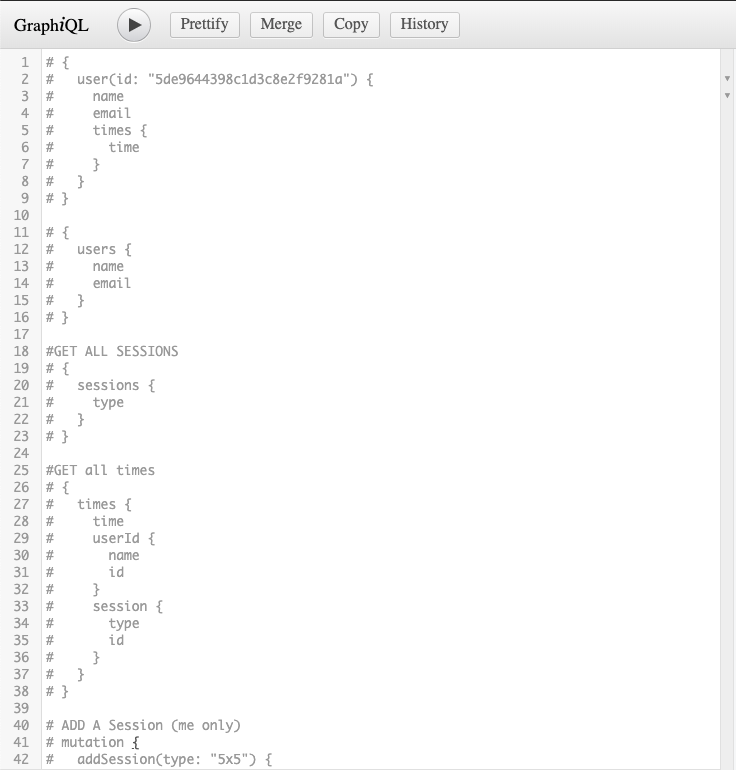 GraphiQL Prettify Merge Copy History
1 # {
2 #   user(id: "5de9644398c1d3c8e2f9281a") {
3 #     name
4 #     email
5 #     times {
6 #       time
7 #     }
8 #   }
9 # }
10
11 # {
12 #   users {
13 #     name
14 #     email
15 #   }
16 # }
17
18 #GET ALL SESSIONS
19 # {
20 #   sessions {
21 #     type
22 #   }
23 # }
24
25 #GET all times
26 # {
27 #   times {
28 #     time
29 #     userId {
30 #       name
31 #       id
32 #     }
33 #     session {
34 #       type
35 #       id
36 #     }
37 #   }
38 # }
39
40 # ADD A Session (me only)
41 # mutation {
42 #   addSession(type: "5x5") {